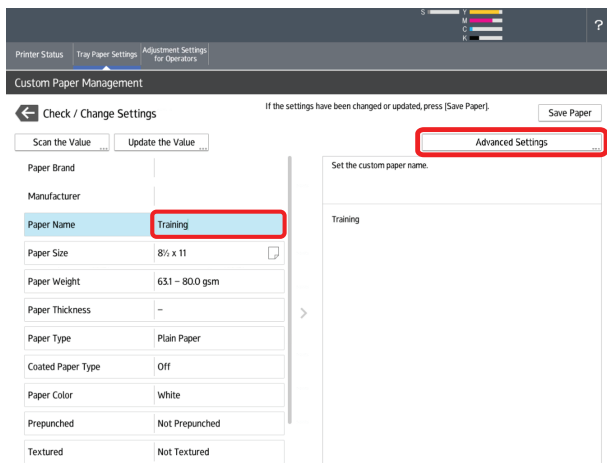 S Y
M
C
K
?
Printer Status Tray Paper Settings Adjustment Settings for Operators
Custom Paper Management
Check / Change Settings If the settings have been changed or updated, press [Save Paper]. Save Paper
Scan the Value ... Update the Value ... Advanced Settings ...
Paper Brand Set the custom paper name.
Manufacturer
Paper Name Training Training
Paper Size 8½ x 11
Paper Weight 63.1 – 80.0 gsm
Paper Thickness –
Paper Type Plain Paper
Coated Paper Type Off
Paper Color White
Prepunched Not Prepunched
Textured Not Textured